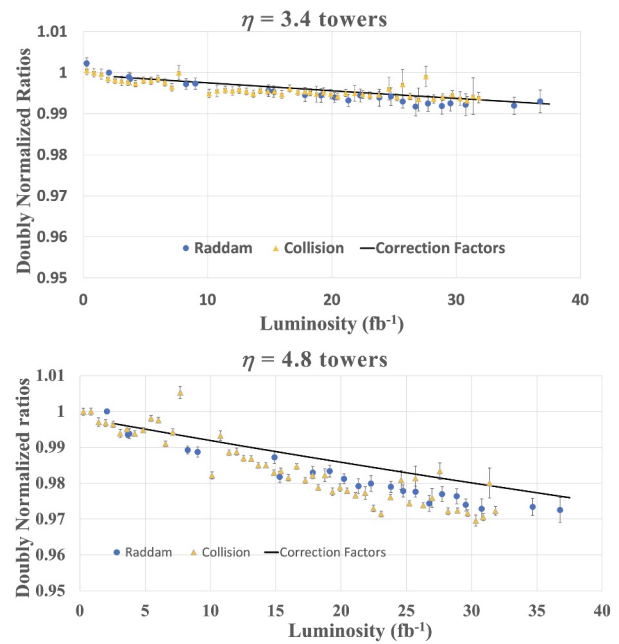 η = 3.4 towers
Doubly Normalized Ratios
1.01
1
0.99
0.98
0.97
0.96
0.95
Raddam Collision Correction Factors
0 10 20 30 40
Luminosity (fb⁻¹)
η = 4.8 towers
Doubly Normalized ratios
1.01
1
0.99
0.98
0.97
0.96
0.95
Raddam Collision Correction Factors
0 5 10 15 20 25 30 35 40
Luminosity (fb⁻¹)